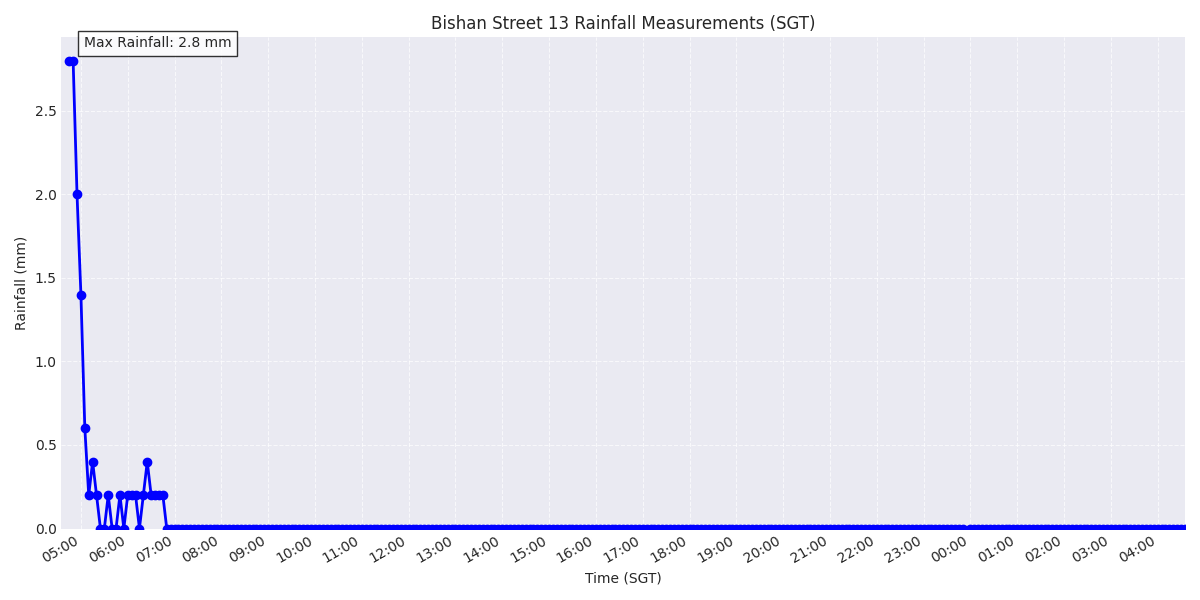 Bishan Street 13 Rainfall Measurements (SGT)
Max Rainfall: 2.8 mm
Rainfall (mm)
2.5
2.0
1.5
1.0
0.5
0.0
05:00 06:00 07:00 08:00 09:00 10:00 11:00 12:00 13:00 14:00 15:00 16:00 17:00 18:00 19:00 20:00 21:00 22:00 23:00 00:00 01:00 02:00 03:00 04:00
Time (SGT)